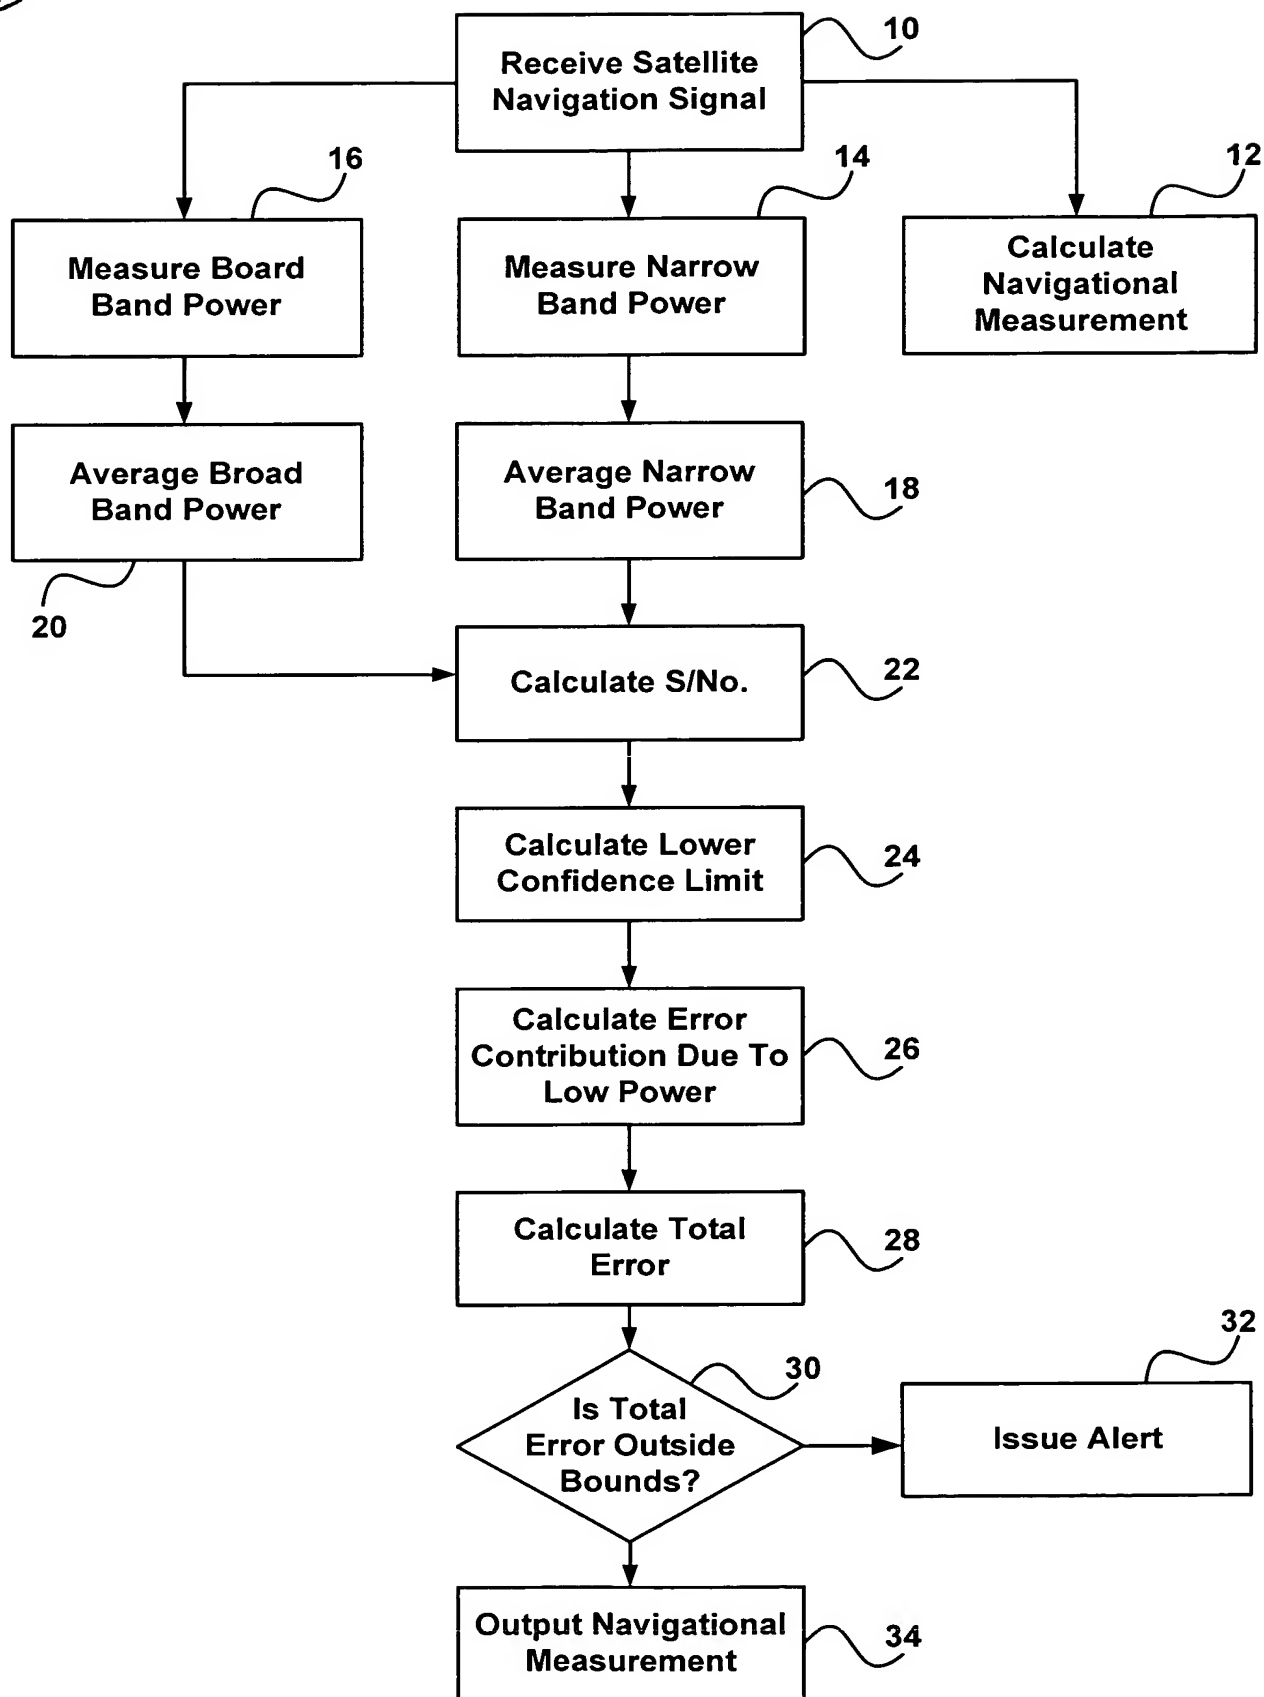 10
Receive Satellite
Navigation Signal
16
14
12
Measure Board
Band Power
Measure Narrow
Band Power
Calculate
Navigational
Measurement
Average Broad
Band Power
Average Narrow
Band Power
18
20
Calculate S/No.
22
Calculate Lower
Confidence Limit
24
Calculate Error
Contribution Due To
Low Power
26
Calculate Total
Error
28
30
32
Is Total
Error Outside
Bounds?
Issue Alert
Output Navigational
Measurement
34